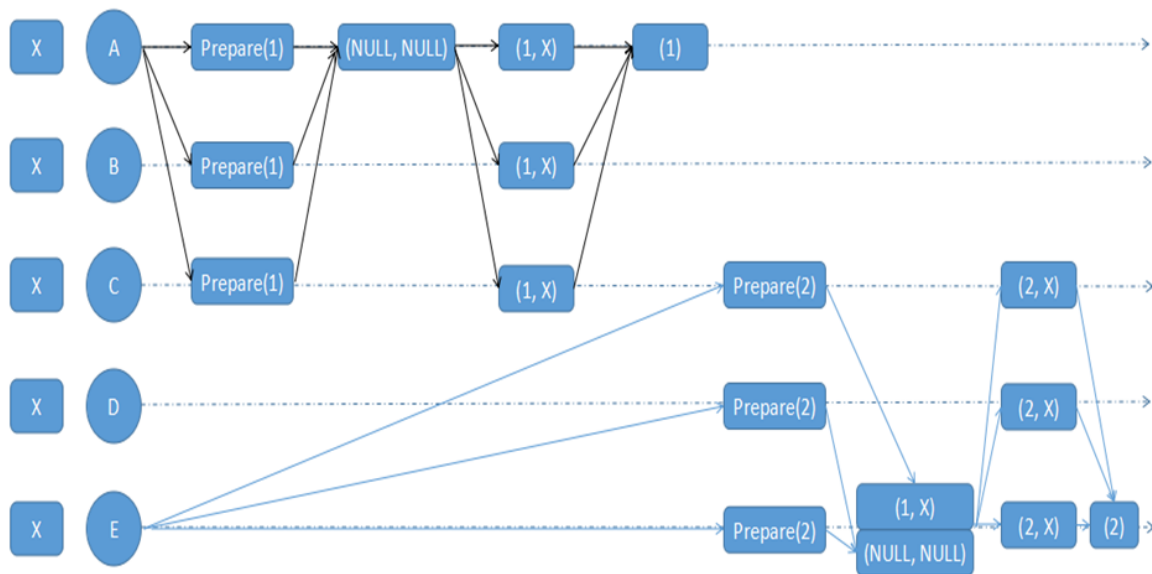 X
A
Prepare(1)
(NULL, NULL)
(1, X)
(1)
X
B
Prepare(1)
(1, X)
X
C
Prepare(1)
(1, X)
Prepare(2)
(2, X)
X
D
Prepare(2)
(2, X)
X
E
Prepare(2)
(1, X)
(NULL, NULL)
(2, X)
(2)